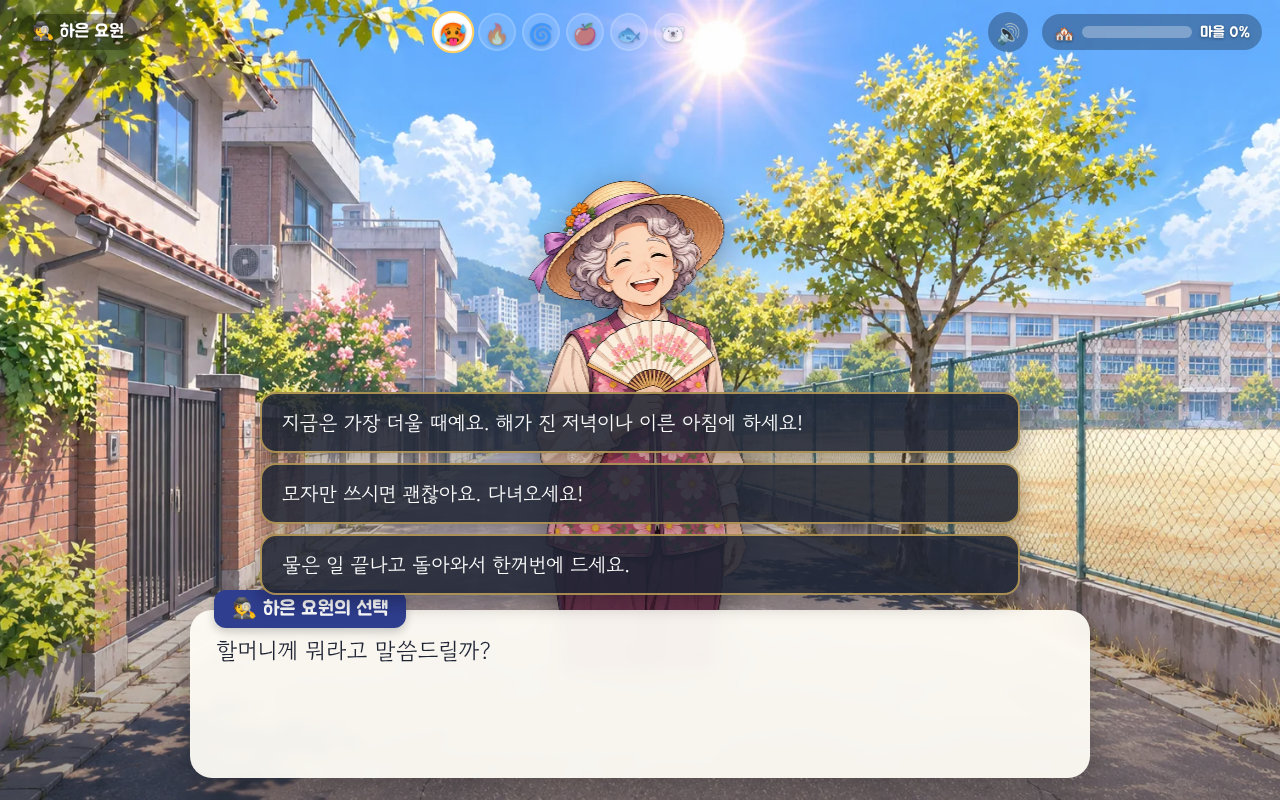 하은 요원
마을 0%
지금은 가장 더울 때예요. 해가 진 저녁이나 이른 아침에 하세요!
모자만 쓰시면 괜찮아요. 다녀오세요!
물은 일 끝나고 돌아와서 한꺼번에 드세요.
하은 요원의 선택
할머니께 뭐라고 말씀드릴까?